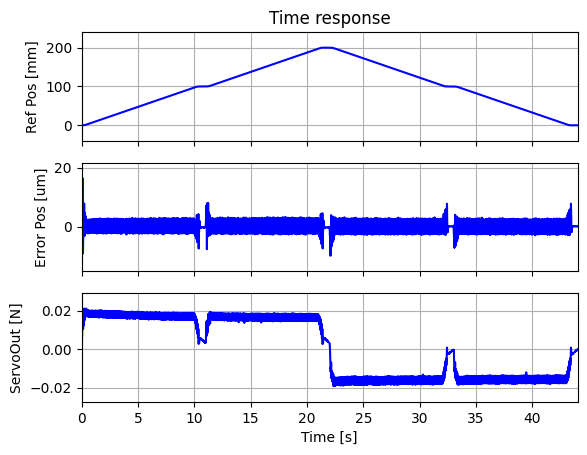 Time response
Ref Pos [mm]
200
100
0
Error Pos [um]
20
0
ServoOut [N]
0.02
0.00
−0.02
0 5 10 15 20 25 30 35 40
Time [s]